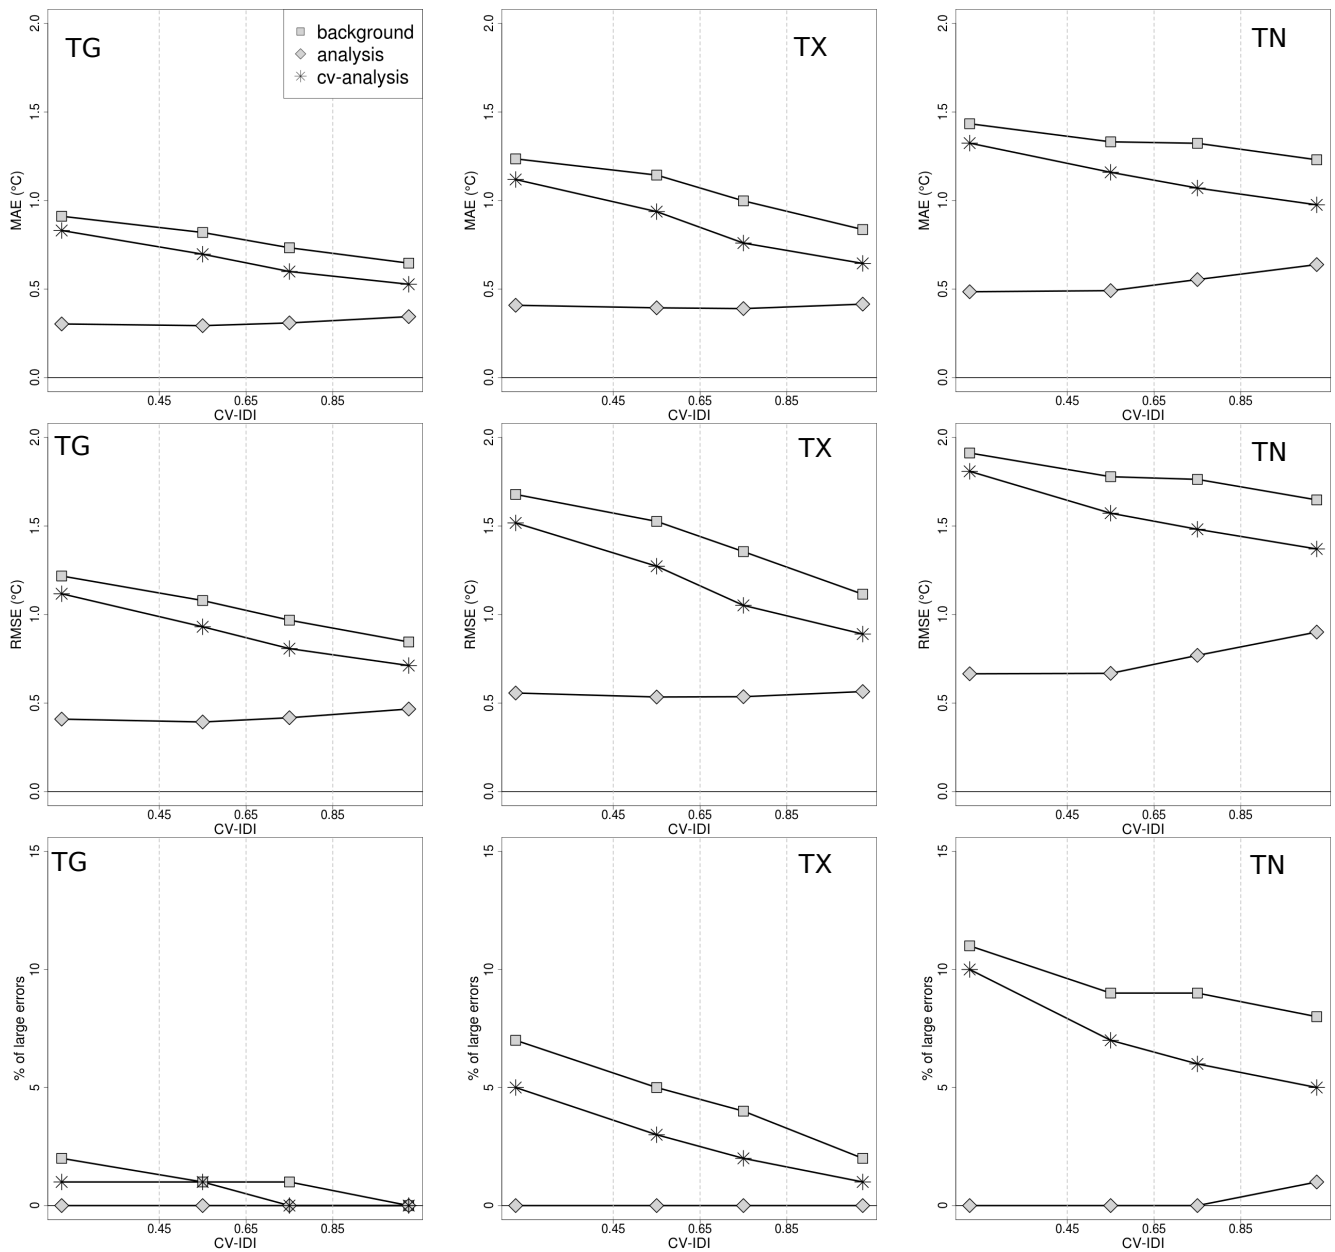 TG
background
analysis
cv-analysis
MAE (°C)
0.0 0.5 1.0 1.5 2.0
0.45 0.65 0.85
CV-IDI
TX
MAE (°C)
0.0 0.5 1.0 1.5 2.0
0.45 0.65 0.85
CV-IDI
TN
MAE (°C)
0.0 0.5 1.0 1.5 2.0
0.45 0.65 0.85
CV-IDI
TG
RMSE (°C)
0.0 0.5 1.0 1.5 2.0
0.45 0.65 0.85
CV-IDI
TX
RMSE (°C)
0.0 0.5 1.0 1.5 2.0
0.45 0.65 0.85
CV-IDI
TN
RMSE (°C)
0.0 0.5 1.0 1.5 2.0
0.45 0.65 0.85
CV-IDI
TG
% of large errors
0 5 10 15
0.45 0.65 0.85
CV-IDI
TX
% of large errors
0 5 10 15
0.45 0.65 0.85
CV-IDI
TN
% of large errors
0 5 10 15
0.45 0.65 0.85
CV-IDI